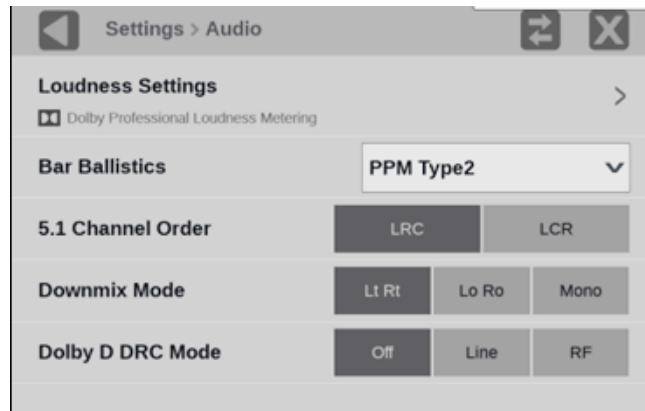 Settings > Audio
Loudness Settings
Dolby Professional Loudness Metering
Bar Ballistics
PPM Type2
5.1 Channel Order
LRC
LCR
Downmix Mode
Lt Rt
Lo Ro
Mono
Dolby D DRC Mode
Off
Line
RF